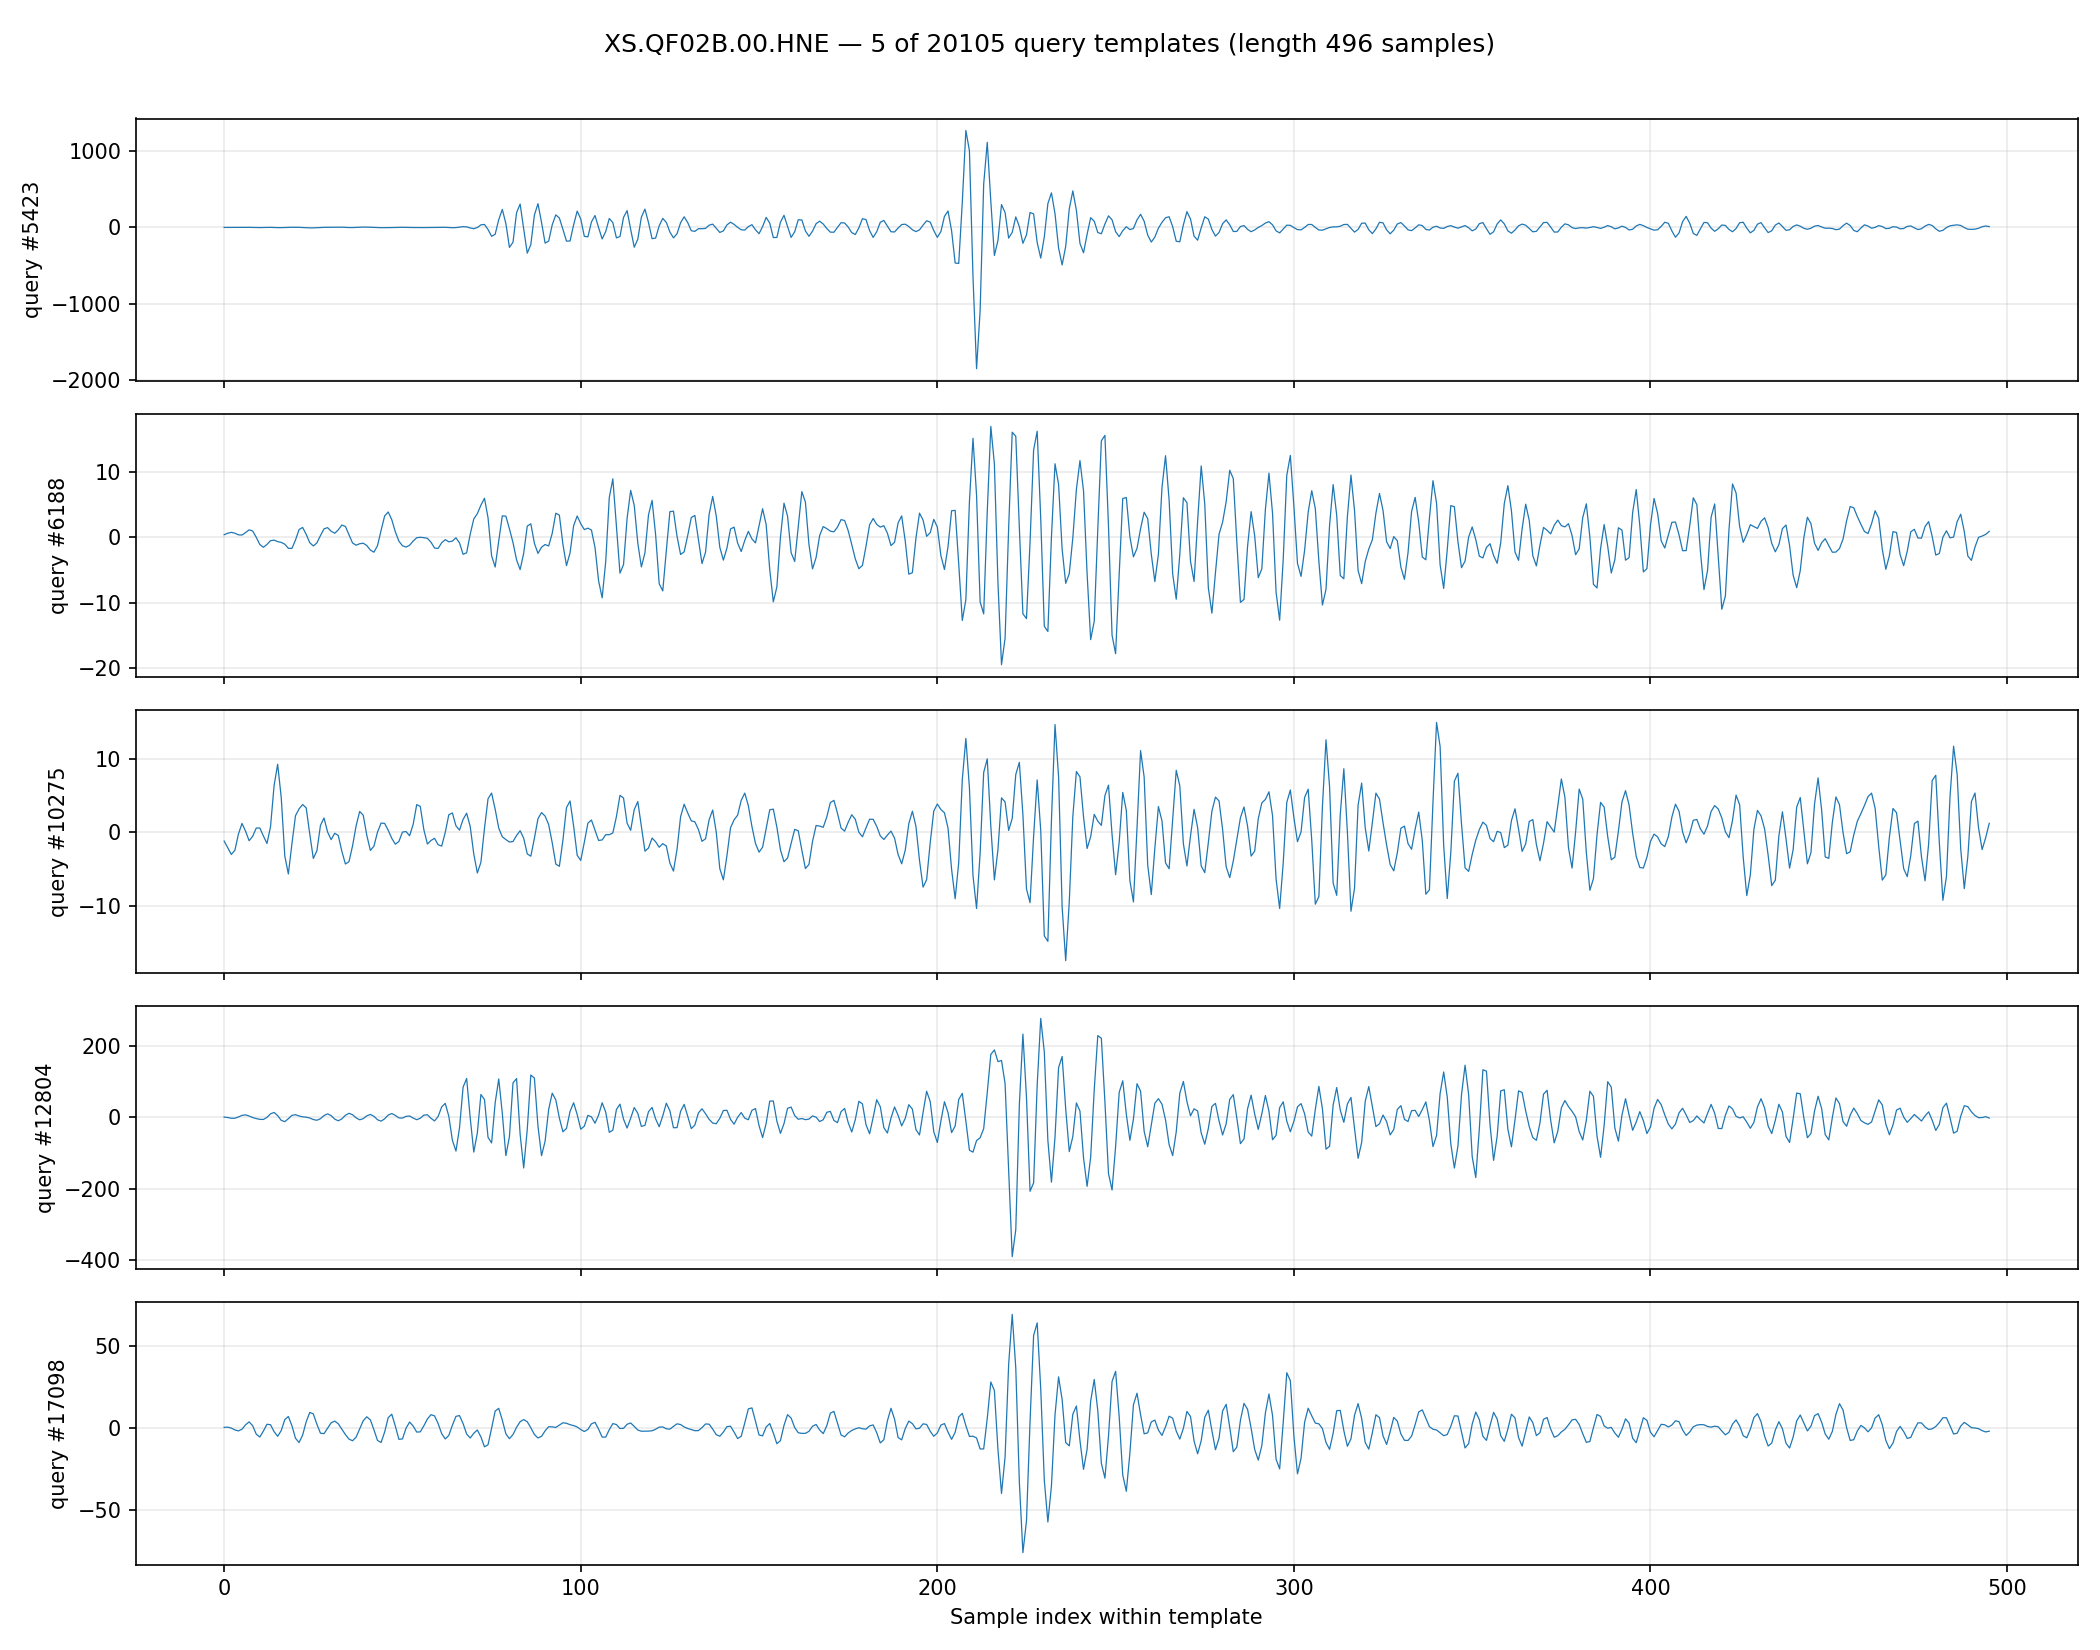 XS.QF02B.00.HNE — 5 of 20105 query templates (length 496 samples)
query #5423
1000
0
−1000
−2000
query #6188
10
0
−10
−20
query #10275
10
0
−10
query #12804
200
0
−200
−400
query #17098
50
0
−50
0 100 200 300 400 500
Sample index within template